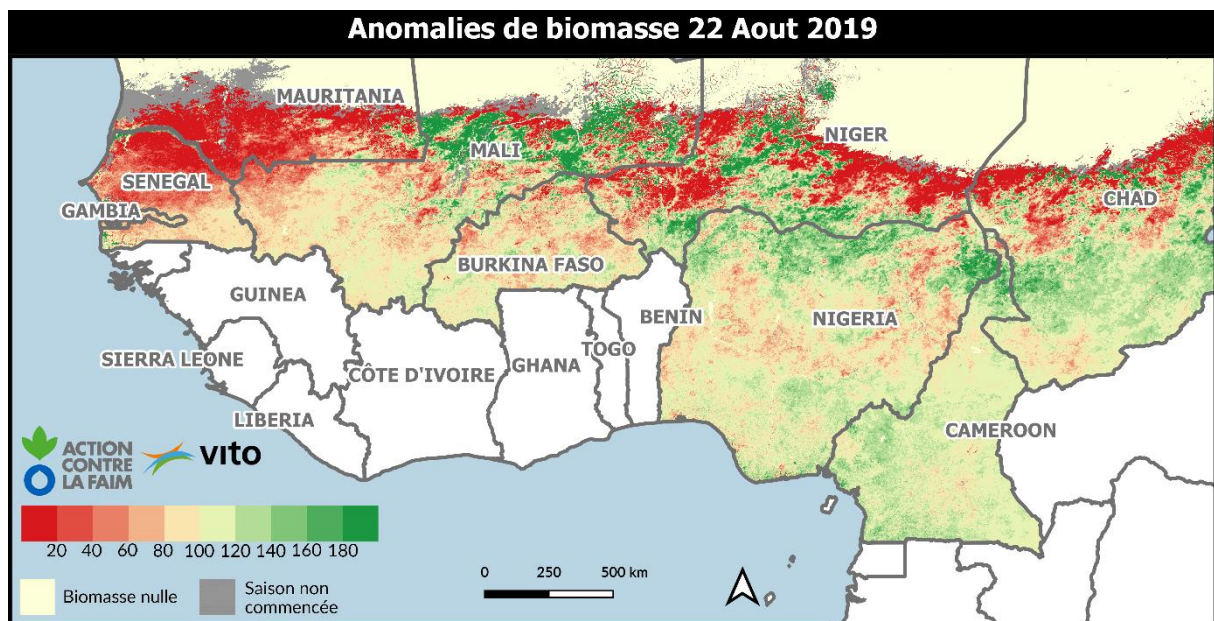 Anomalies de biomasse 22 Aout 2019
MAURITANIA
MALI
NIGER
CHAD
SENEGAL
GAMBIA
BURKINA FASO
GUINEA
BENIN
NIGERIA
SIERRA LEONE
CÔTE D'IVOIRE
GHANA
TOGO
LIBERIA
CAMEROON
ACTION
CONTRE
LA FAIM
vito
20 40 60 80 100 120 140 160 180
Biomasse nulle
Saison non
commencée
0 250 500 km